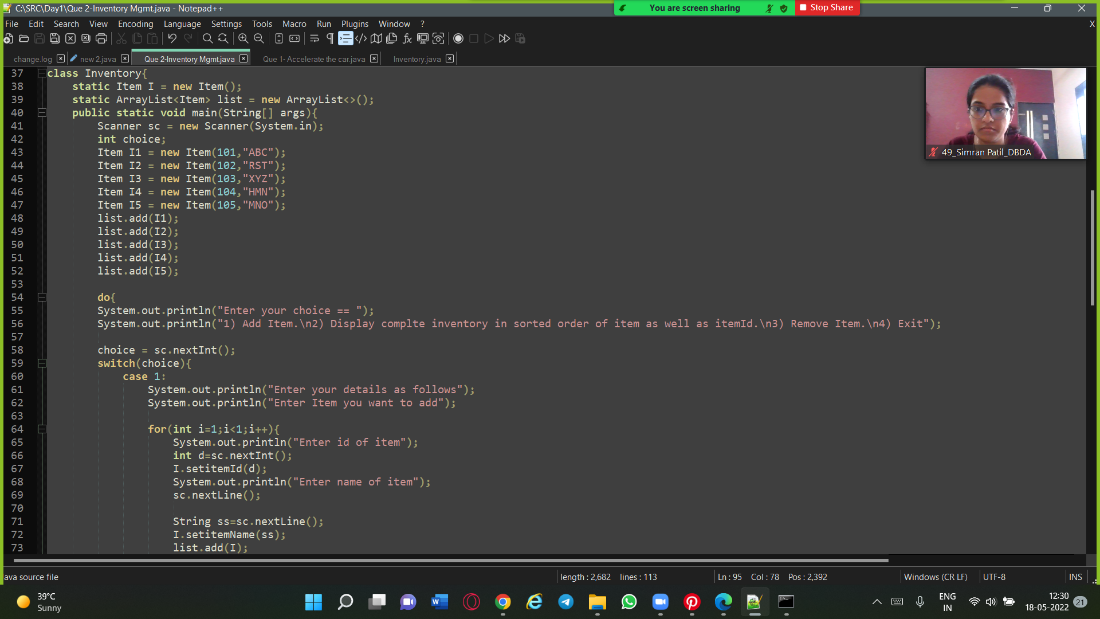 C:\SRC\Day1\Que 2-Inventory Mgmt.java - Notepad++
You are screen sharing
Stop Share
File Edit Search View Encoding Language Settings Tools Macro Run Plugins Window ?
X
change.log
new 2.java
Que 2-Inventory Mgmt.java
Que 1- Accelerate the car.java
Inventory.java
37 class Inventory{
38 static Item I = new Item();
39 static ArrayList<Item> list = new ArrayList<>();
40 public static void main(String[] args){
41 Scanner sc = new Scanner(System.in);
42 int choice;
43 Item I1 = new Item(101,"ABC");
44 Item I2 = new Item(102,"RST");
45 Item I3 = new Item(103,"XYZ");
46 Item I4 = new Item(104,"HMN");
47 Item I5 = new Item(105,"MNO");
48 list.add(I1);
49 list.add(I2);
50 list.add(I3);
51 list.add(I4);
52 list.add(I5);
53
54 do{
55 System.out.println("Enter your choice == ");
56 System.out.println("1) Add Item.\n2) Display complte inventory in sorted order of item as well as itemId.\n3) Remove Item.\n4) Exit");
57
58 choice = sc.nextInt();
59 switch(choice){
60 case 1:
61 System.out.println("Enter your details as follows");
62 System.out.println("Enter Item you want to add");
63
64 for(int i=1;i<1;i++){
65 System.out.println("Enter id of item");
66 int d=sc.nextInt();
67 I.setitemId(d);
68 System.out.println("Enter name of item");
69 sc.nextLine();
70
71 String ss=sc.nextLine();
72 I.setitemName(ss);
73 list.add(I);
49_Simran Patil_DBDA
ava source file
length : 2,682 lines : 113
Ln : 95 Col : 78 Pos : 2,392
Windows (CR LF)
UTF-8
INS
39°C
Sunny
ENG
IN
12:30
18-05-2022
21